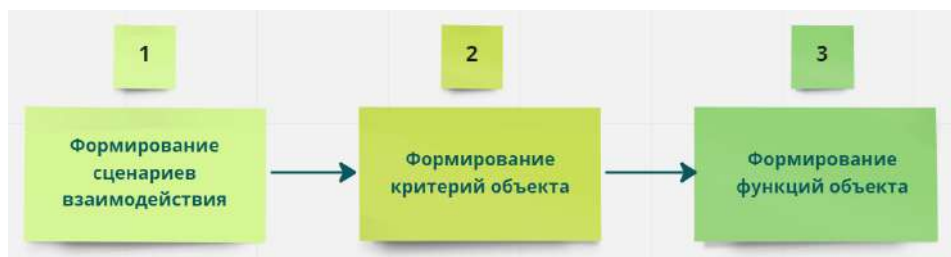 1
2
3
Формирование
сценариев
взаимодействия
Формирование
критерий объекта
Формирование
функций объекта